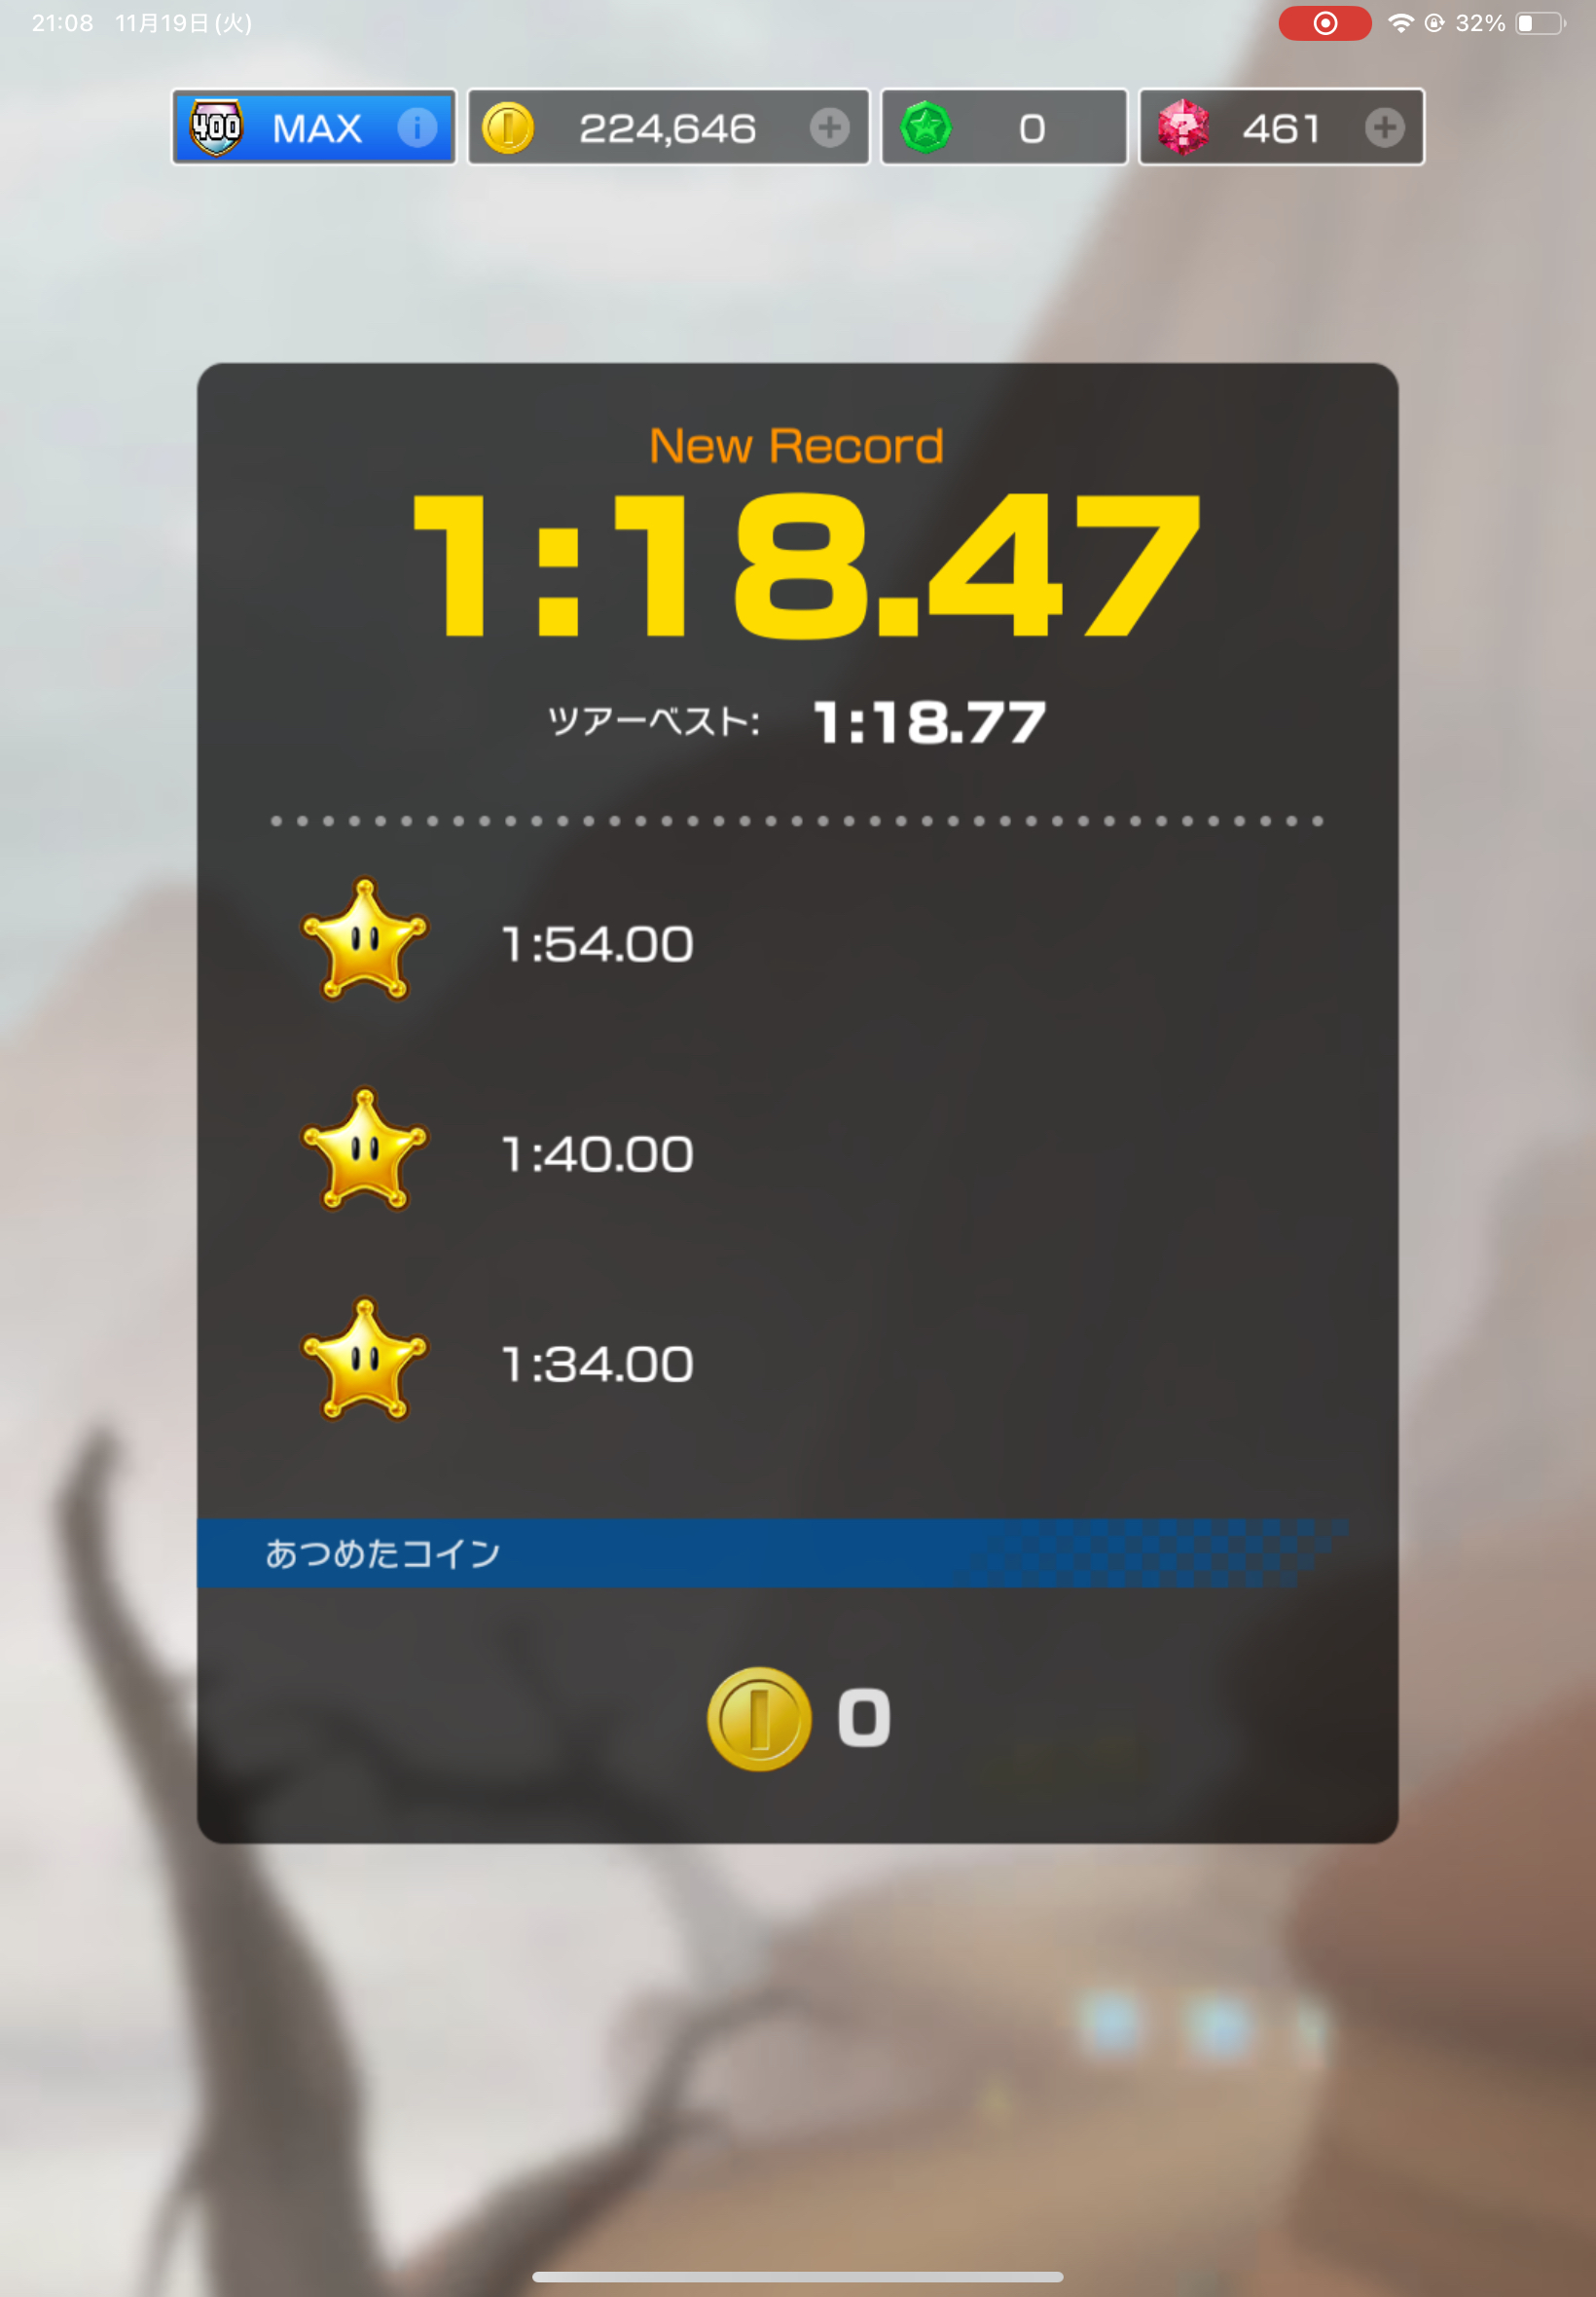 21:08 11月19日(火) 32%
400 MAX i 224,646 + 0 ? 461 +
New Record
1:18.47
ツアーベスト: 1:18.77
1:54.00
1:40.00
1:34.00
あつめたコイン
0